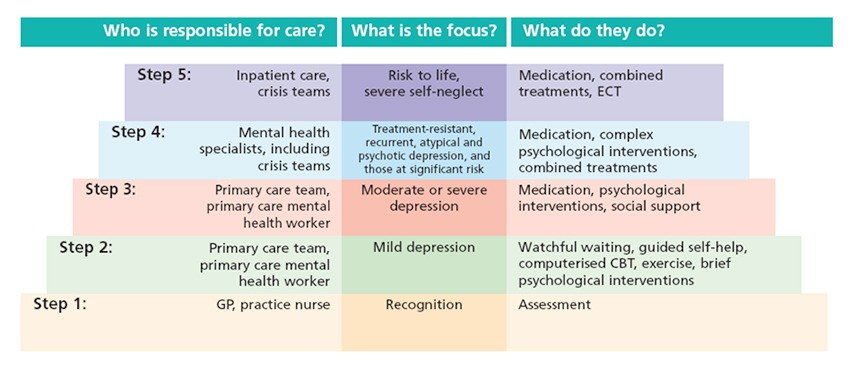 Who is responsible for care?
What is the focus?
What do they do?
Step 5:
Inpatient care,
crisis teams
Risk to life,
severe self-neglect
Medication, combined
treatments, ECT
Step 4:
Mental health
specialists, including
crisis teams
Treatment-resistant,
recurrent, atypical and
psychotic depression, and
those at significant risk
Medication, complex
psychological interventions,
combined treatments
Step 3:
Primary care team,
primary care mental
health worker
Moderate or severe
depression
Medication, psychological
interventions, social support
Step 2:
Primary care team,
primary care mental
health worker
Mild depression
Watchful waiting, guided self-help,
computerised CBT, exercise, brief
psychological interventions
Step 1:
GP, practice nurse
Recognition
Assessment